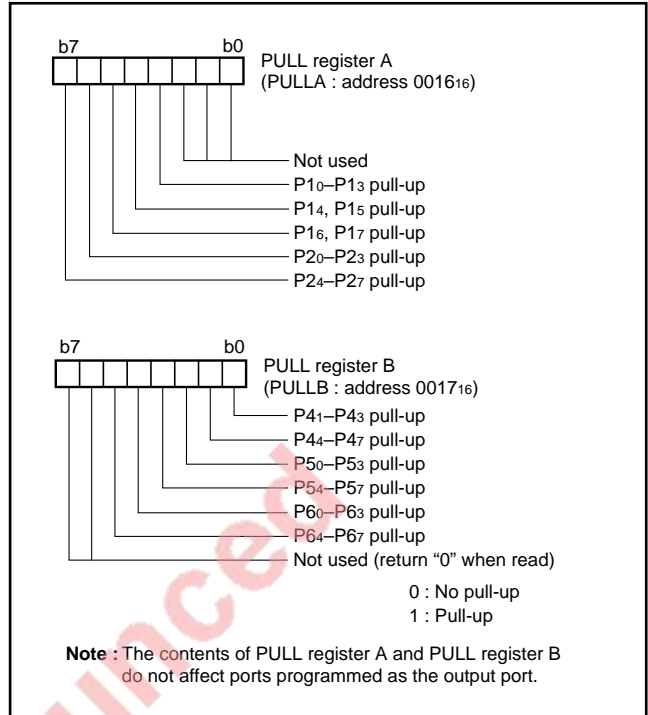 b7 b0
PULL register A
(PULLA : address 0016₁₆)
Not used
P1₀–P1₃ pull-up
P1₄, P1₅ pull-up
P1₆, P1₇ pull-up
P2₀–P2₃ pull-up
P2₄–P2₇ pull-up
b7 b0
PULL register B
(PULLB : address 0017₁₆)
P4₁–P4₃ pull-up
P4₄–P4₇ pull-up
P5₀–P5₃ pull-up
P5₄–P5₇ pull-up
P6₀–P6₃ pull-up
P6₄–P6₇ pull-up
Not used (return “0” when read)
0 : No pull-up
1 : Pull-up
Note : The contents of PULL register A and PULL register B
do not affect ports programmed as the output port.
unced